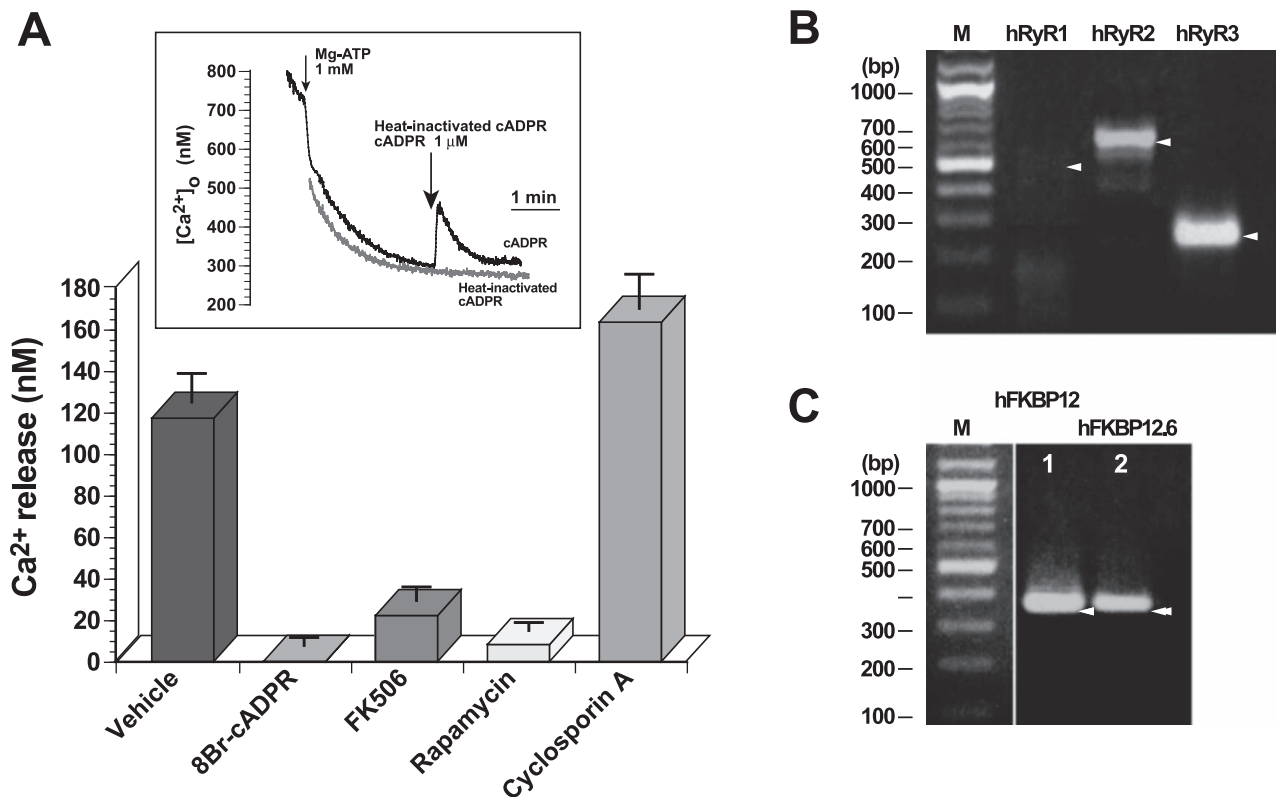 A
Mg-ATP
1 mM
800
700
600
500
400
300
200
[Ca2+]o (nM)
Heat-inactivated cADPR
cADPR 1 µM
1 min
cADPR
Heat-inactivated
cADPR
180
160
140
120
100
80
60
40
20
0
Ca2+ release (nM)
Vehicle
8Br-cADPR
FK506
Rapamycin
Cyclosporin A
B
M hRyR1 hRyR2 hRyR3
(bp)
1000
700
600
500
400
300
200
100
C
hFKBP12
M hFKBP12.6
(bp)
1 2
1000
700
600
500
300
200
100